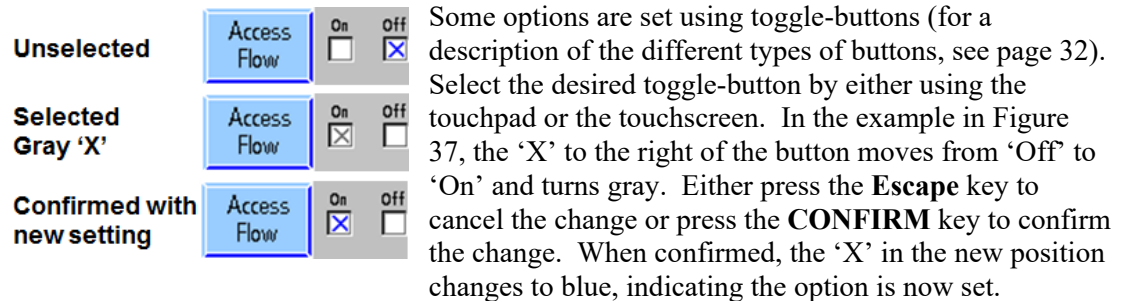 Unselected
Access
Flow
On
Off
Selected
Gray ‘X’
Access
Flow
On
Off
Confirmed with
new setting
Access
Flow
On
Off
Some options are set using toggle-buttons (for a
description of the different types of buttons, see page 32).
Select the desired toggle-button by either using the
touchpad or the touchscreen.  In the example in Figure
37, the ‘X’ to the right of the button moves from ‘Off’ to
‘On’ and turns gray.  Either press the Escape key to
cancel the change or press the CONFIRM key to confirm
the change.  When confirmed, the ‘X’ in the new position
changes to blue, indicating the option is now set.